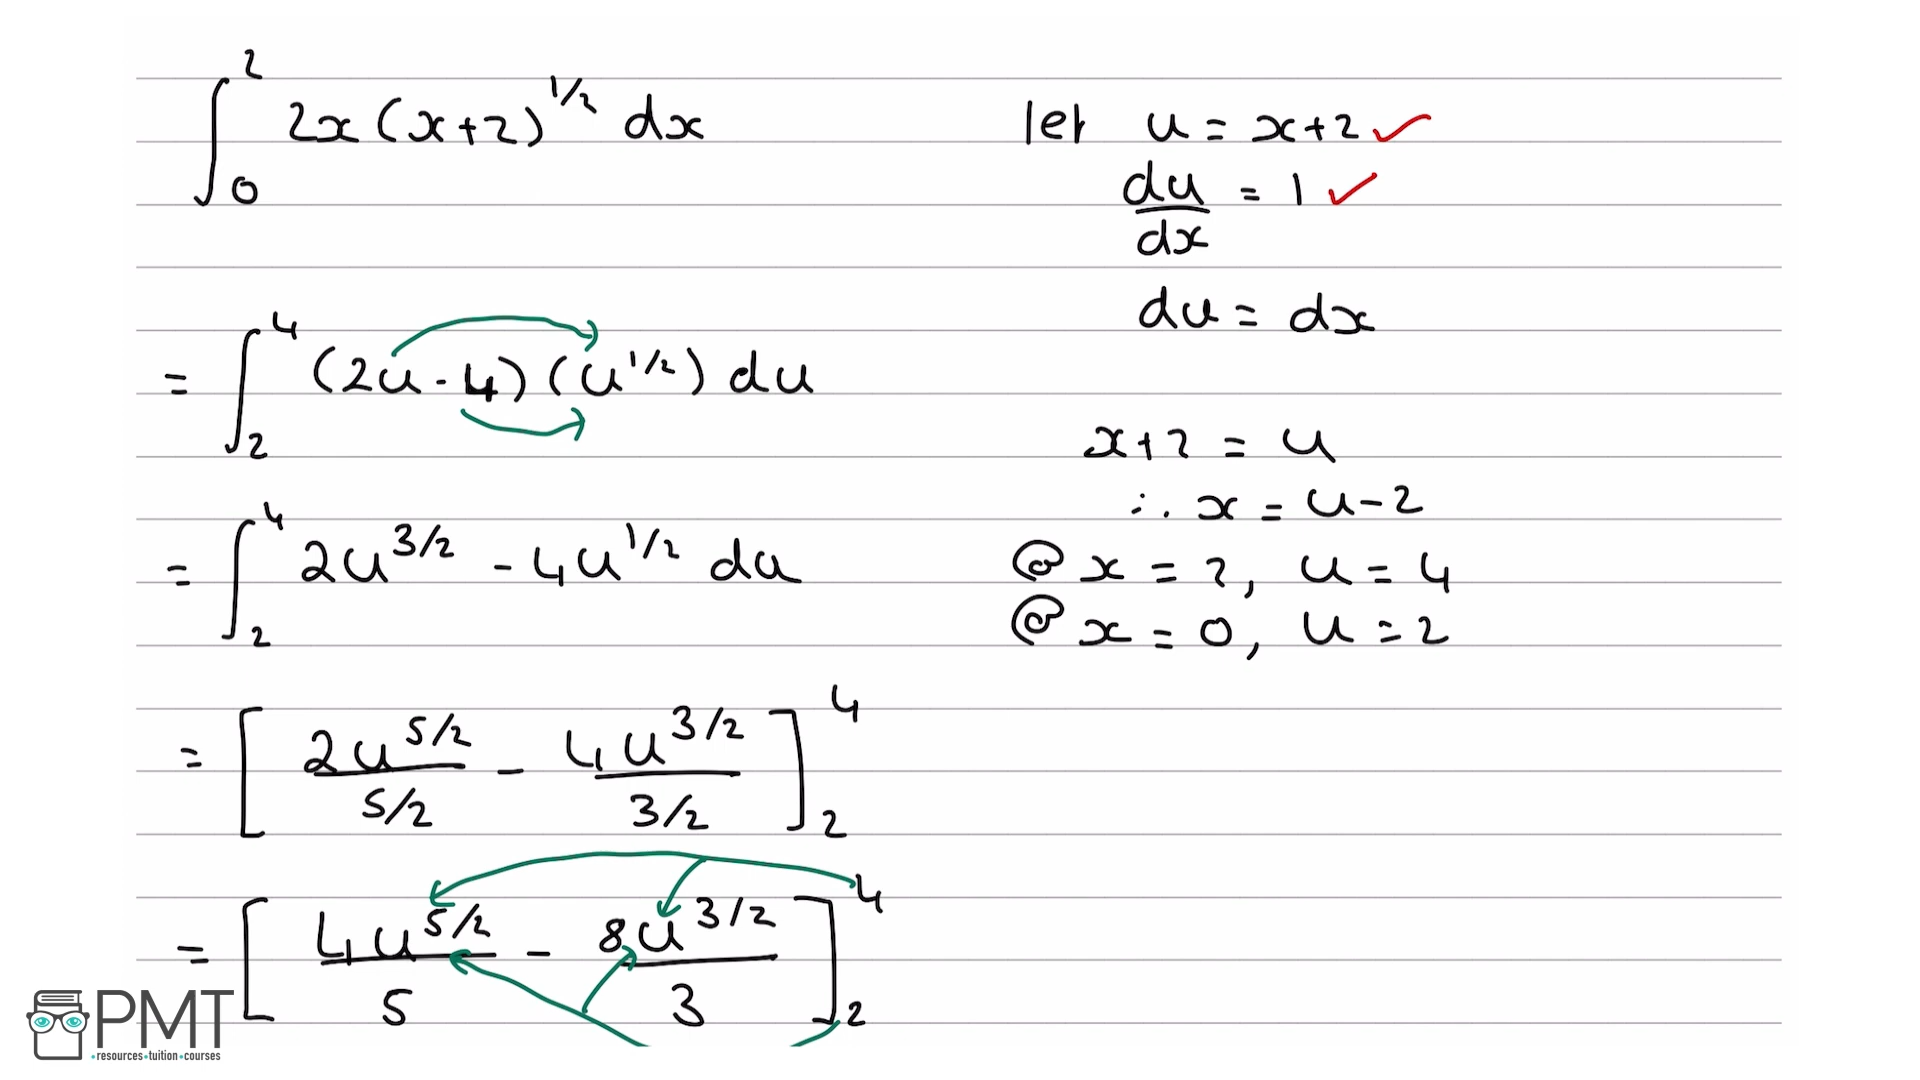 ∫₀² 2x(x+2)^{1/2} dx
let u = x+2 ✓
du/dx = 1 ✓
du = dx
= ∫₂⁴ (2u-4)(u^{1/2}) du
x+2 = u
∴ x = u-2
@ x = 2, u = 4
@ x = 0, u = 2
= ∫₂⁴ 2u^{3/2} - 4u^{1/2} du
= [ 2u^{5/2}/(5/2) - 4u^{3/2}/(3/2) ]₂⁴
= [ 4u^{5/2}/5 - 8u^{3/2}/3 ]₂⁴
PMT
•resources•tuition•courses